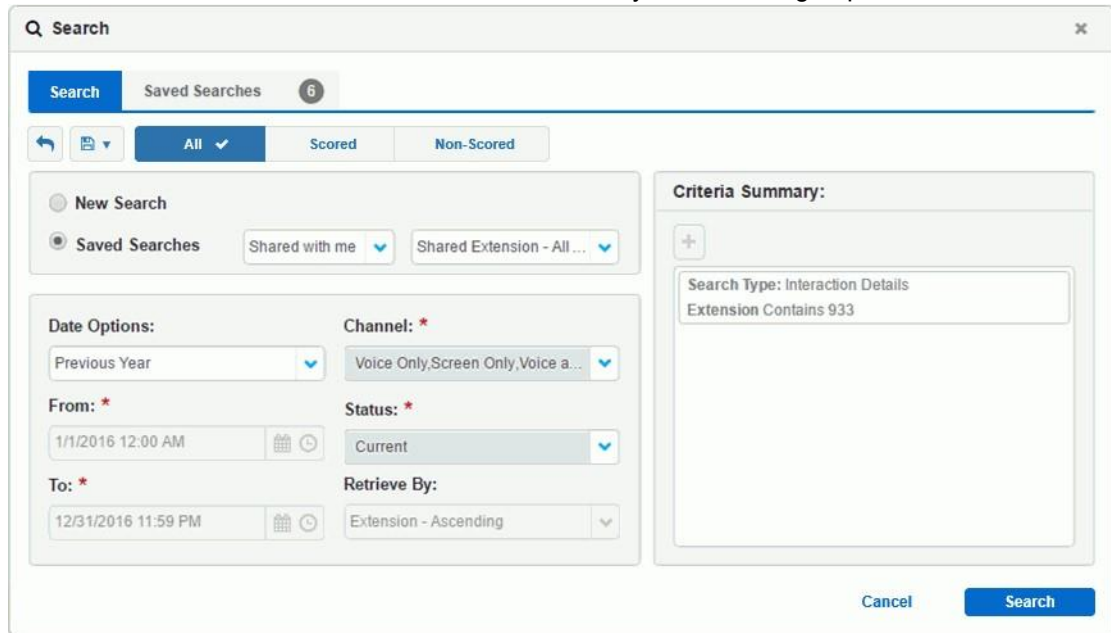 Search
Search
Saved Searches
6
All
Scored
Non-Scored
New Search
Saved Searches
Shared with me
Shared Extension - All ...
Criteria Summary:
Search Type: Interaction Details
Extension Contains 933
Date Options:
Channel: *
Previous Year
Voice Only,Screen Only,Voice a...
From: *
Status: *
1/1/2016 12:00 AM
Current
To: *
Retrieve By:
12/31/2016 11:59 PM
Extension - Ascending
Cancel
Search